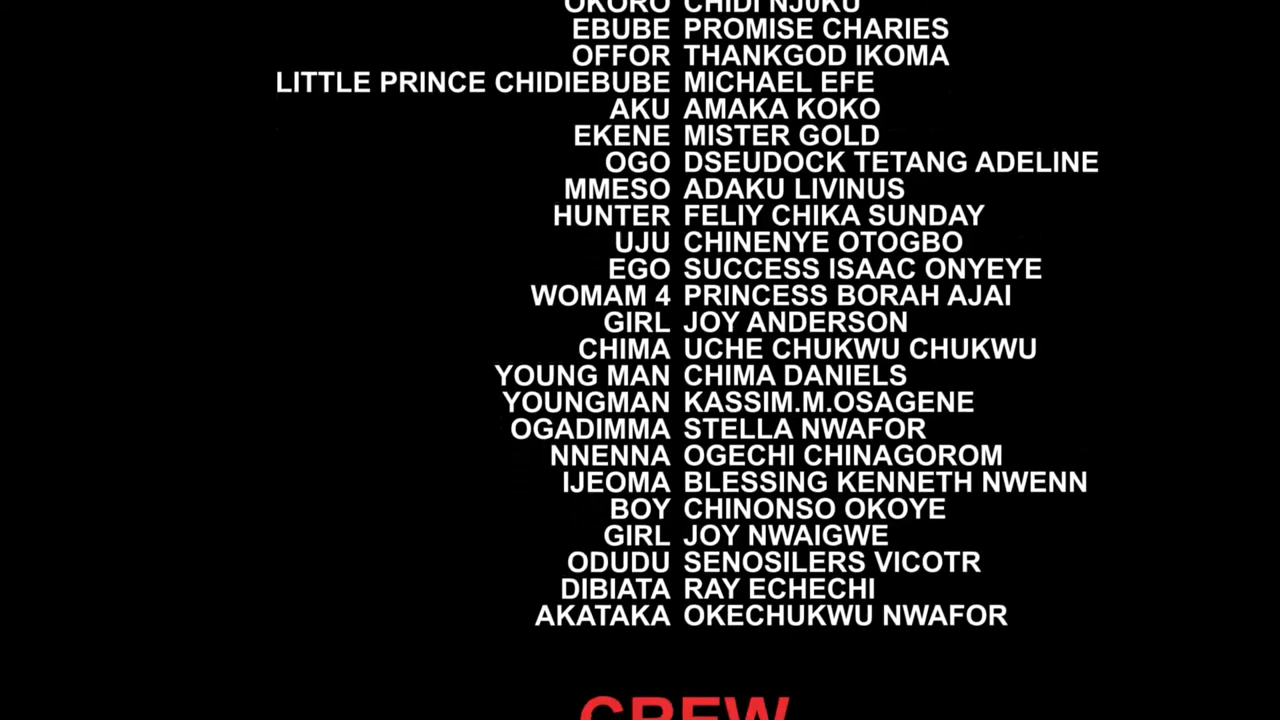 OKORO CHIDI NJ0KU
EBUBE PROMISE CHARIES
OFFOR THANKGOD IKOMA
LITTLE PRINCE CHIDIEBUBE MICHAEL EFE
AKU AMAKA KOKO
EKENE MISTER GOLD
OGO DSEUDOCK TETANG ADELINE
MMESO ADAKU LIVINUS
HUNTER FELIY CHIKA SUNDAY
UJU CHINENYE OTOGBO
EGO SUCCESS ISAAC ONYEYE
WOMAM 4 PRINCESS BORAH AJAI
GIRL JOY ANDERSON
CHIMA UCHE CHUKWU CHUKWU
YOUNG MAN CHIMA DANIELS
YOUNGMAN KASSIM.M.OSAGENE
OGADIMMA STELLA NWAFOR
NNENNA OGECHI CHINAGOROM
IJEOMA BLESSING KENNETH NWENN
BOY CHINONSO OKOYE
GIRL JOY NWAIGWE
ODUDU SENOSILERS VICOTR
DIBIATA RAY ECHECHI
AKATAKA OKECHUKWU NWAFOR
CREW